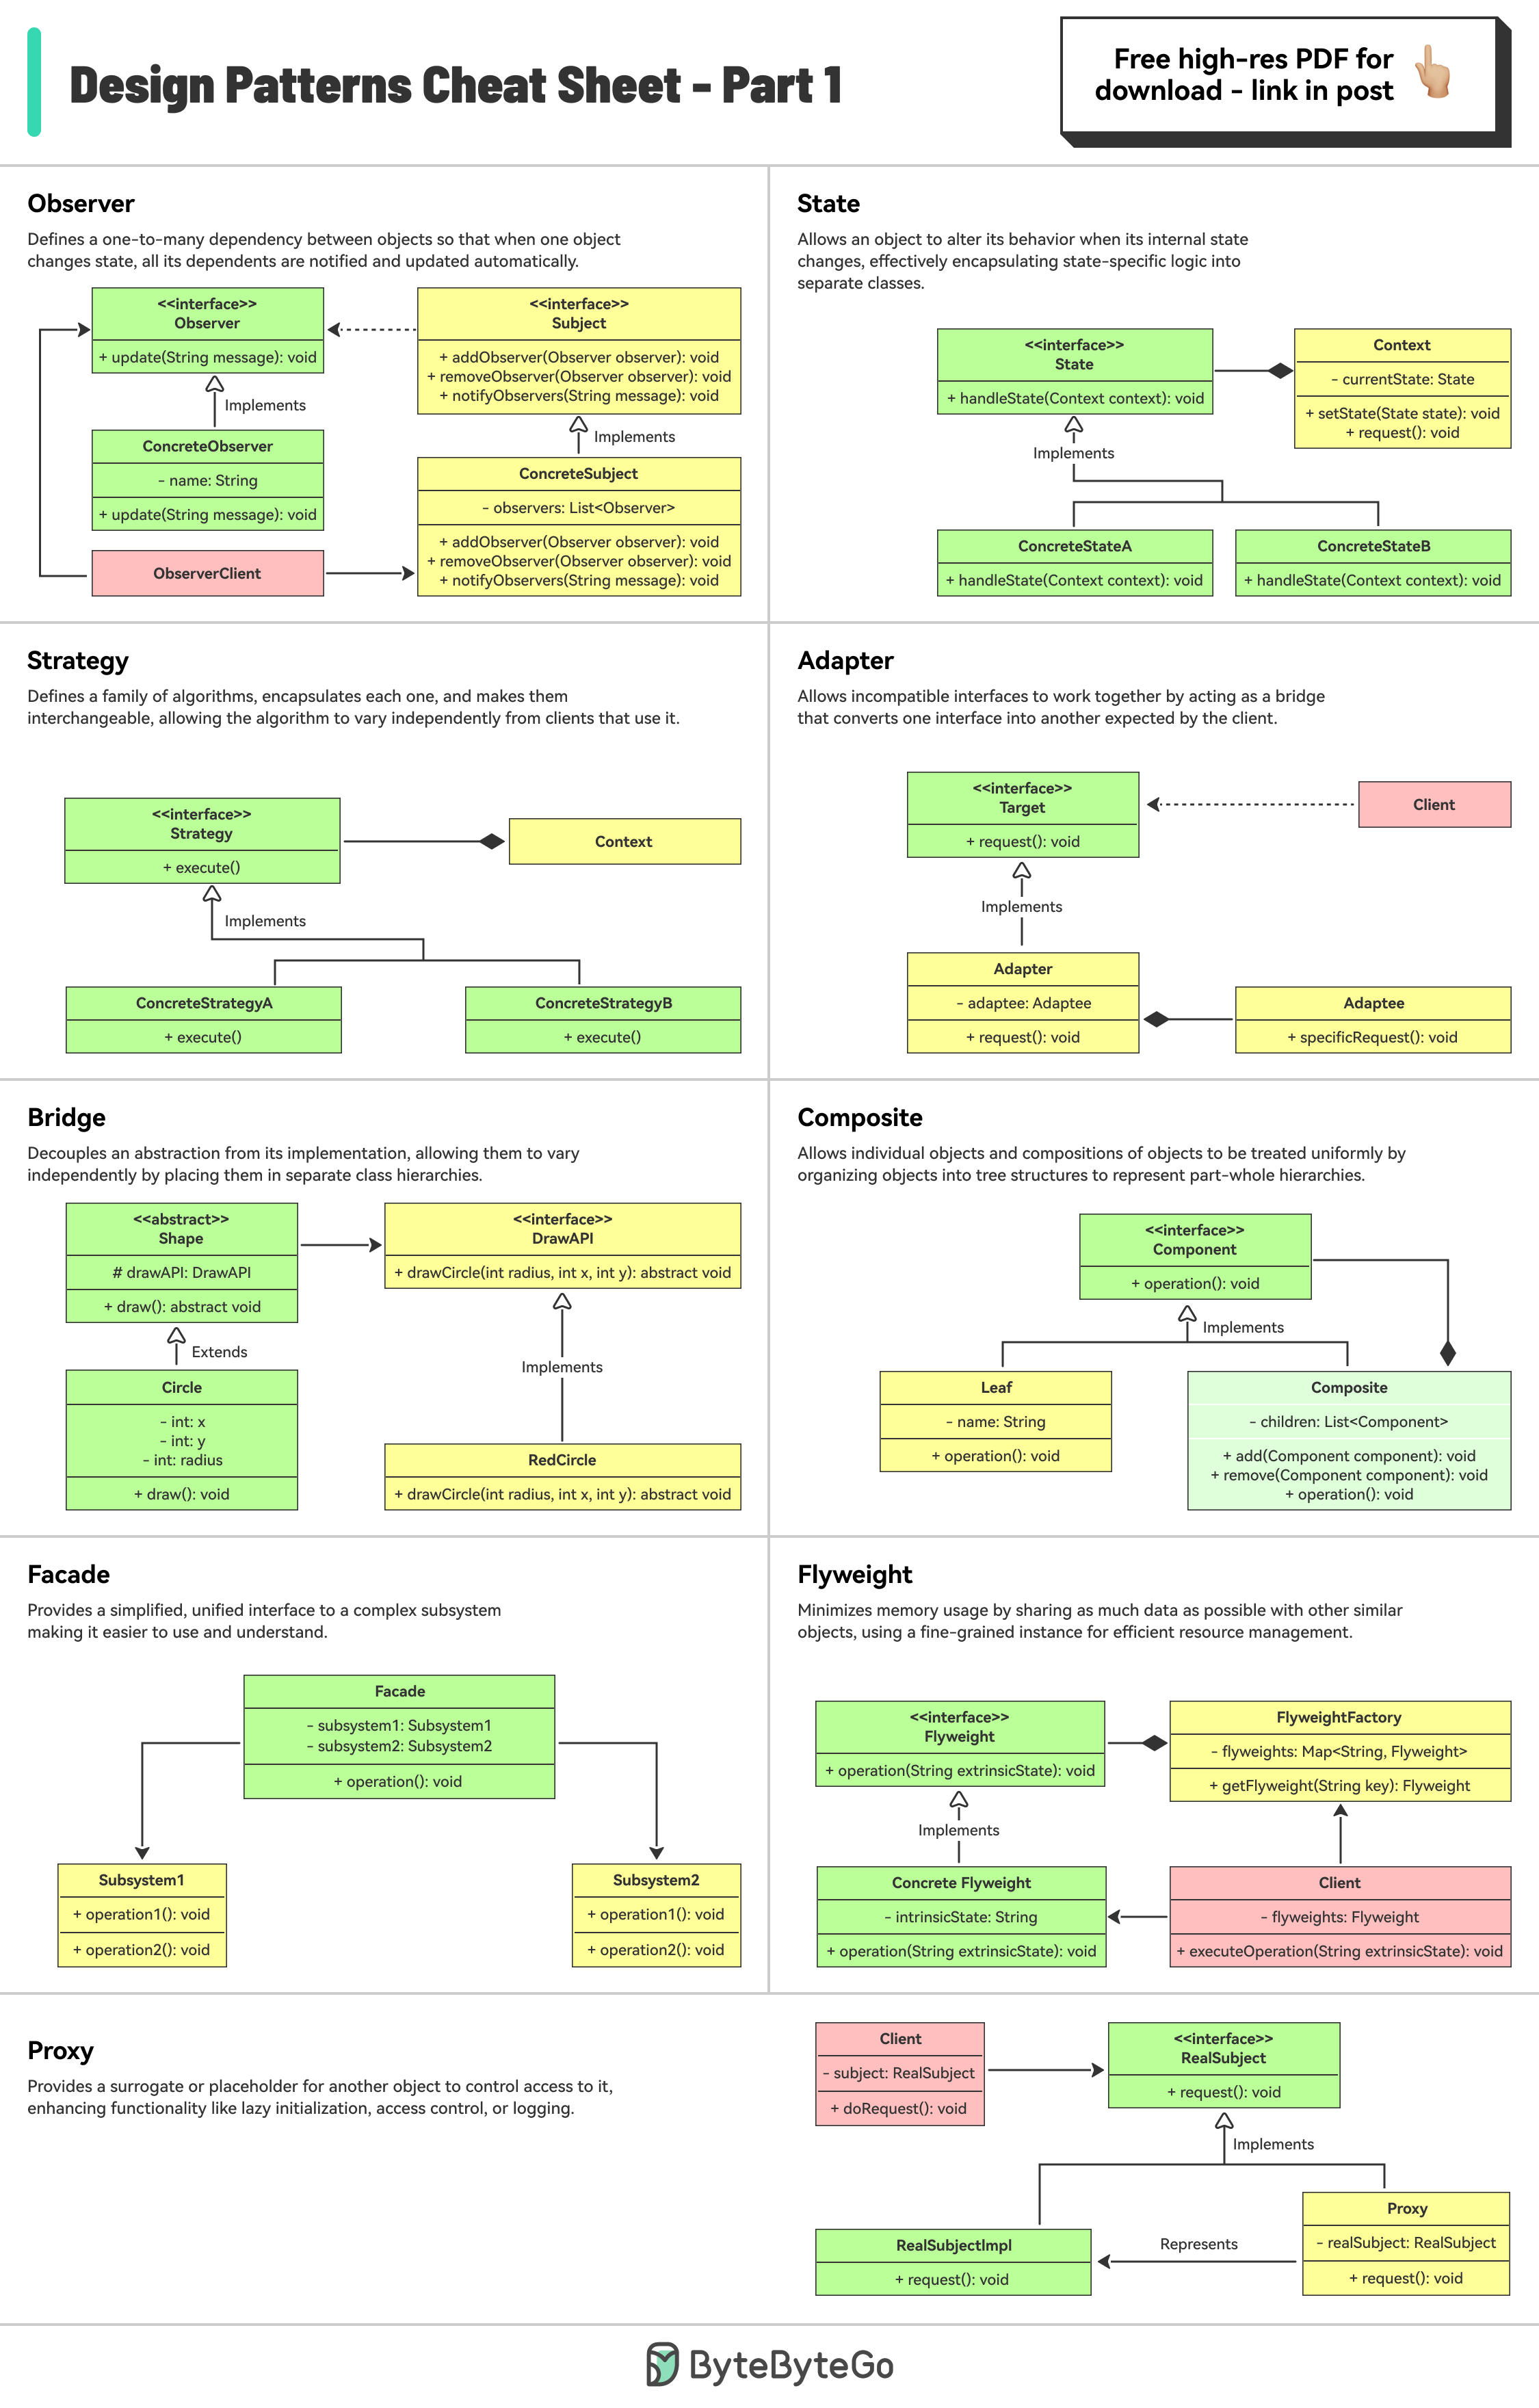 Design Patterns Cheat Sheet - Part 1
Free high-res PDF for
download - link in post
Observer
Defines a one-to-many dependency between objects so that when one object
changes state, all its dependents are notified and updated automatically.
<<interface>>
Observer
+ update(String message): void
Implements
ConcreteObserver
- name: String
+ update(String message): void
ObserverClient
<<interface>>
Subject
+ addObserver(Observer observer): void
+ removeObserver(Observer observer): void
+ notifyObservers(String message): void
Implements
ConcreteSubject
- observers: List<Observer>
+ addObserver(Observer observer): void
+ removeObserver(Observer observer): void
+ notifyObservers(String message): void
State
Allows an object to alter its behavior when its internal state
changes, effectively encapsulating state-specific logic into
separate classes.
<<interface>>
State
+ handleState(Context context): void
Context
- currentState: State
+ setState(State state): void
+ request(): void
Implements
ConcreteStateA
+ handleState(Context context): void
ConcreteStateB
+ handleState(Context context): void
Strategy
Defines a family of algorithms, encapsulates each one, and makes them
interchangeable, allowing the algorithm to vary independently from clients that use it.
<<interface>>
Strategy
+ execute()
Context
Implements
ConcreteStrategyA
+ execute()
ConcreteStrategyB
+ execute()
Adapter
Allows incompatible interfaces to work together by acting as a bridge
that converts one interface into another expected by the client.
<<interface>>
Target
+ request(): void
Client
Implements
Adapter
- adaptee: Adaptee
+ request(): void
Adaptee
+ specificRequest(): void
Bridge
Decouples an abstraction from its implementation, allowing them to vary
independently by placing them in separate class hierarchies.
<<abstract>>
Shape
# drawAPI: DrawAPI
+ draw(): abstract void
Extends
Circle
- int: x
- int: y
- int: radius
+ draw(): void
<<interface>>
DrawAPI
+ drawCircle(int radius, int x, int y): abstract void
Implements
RedCircle
+ drawCircle(int radius, int x, int y): abstract void
Composite
Allows individual objects and compositions of objects to be treated uniformly by
organizing objects into tree structures to represent part-whole hierarchies.
<<interface>>
Component
+ operation(): void
Implements
Leaf
- name: String
+ operation(): void
Composite
- children: List<Component>
+ add(Component component): void
+ remove(Component component): void
+ operation(): void
Facade
Provides a simplified, unified interface to a complex subsystem
making it easier to use and understand.
Facade
- subsystem1: Subsystem1
- subsystem2: Subsystem2
+ operation(): void
Subsystem1
+ operation1(): void
+ operation2(): void
Subsystem2
+ operation1(): void
+ operation2(): void
Flyweight
Minimizes memory usage by sharing as much data as possible with other similar
objects, using a fine-grained instance for efficient resource management.
<<interface>>
Flyweight
+ operation(String extrinsicState): void
FlyweightFactory
- flyweights: Map<String, Flyweight>
+ getFlyweight(String key): Flyweight
Implements
Concrete Flyweight
- intrinsicState: String
+ operation(String extrinsicState): void
Client
- flyweights: Flyweight
+ executeOperation(String extrinsicState): void
Proxy
Provides a surrogate or placeholder for another object to control access to it,
enhancing functionality like lazy initialization, access control, or logging.
Client
- subject: RealSubject
+ doRequest(): void
<<interface>>
RealSubject
+ request(): void
Implements
RealSubjectImpl
+ request(): void
Represents
Proxy
- realSubject: RealSubject
+ request(): void
ByteByteGo